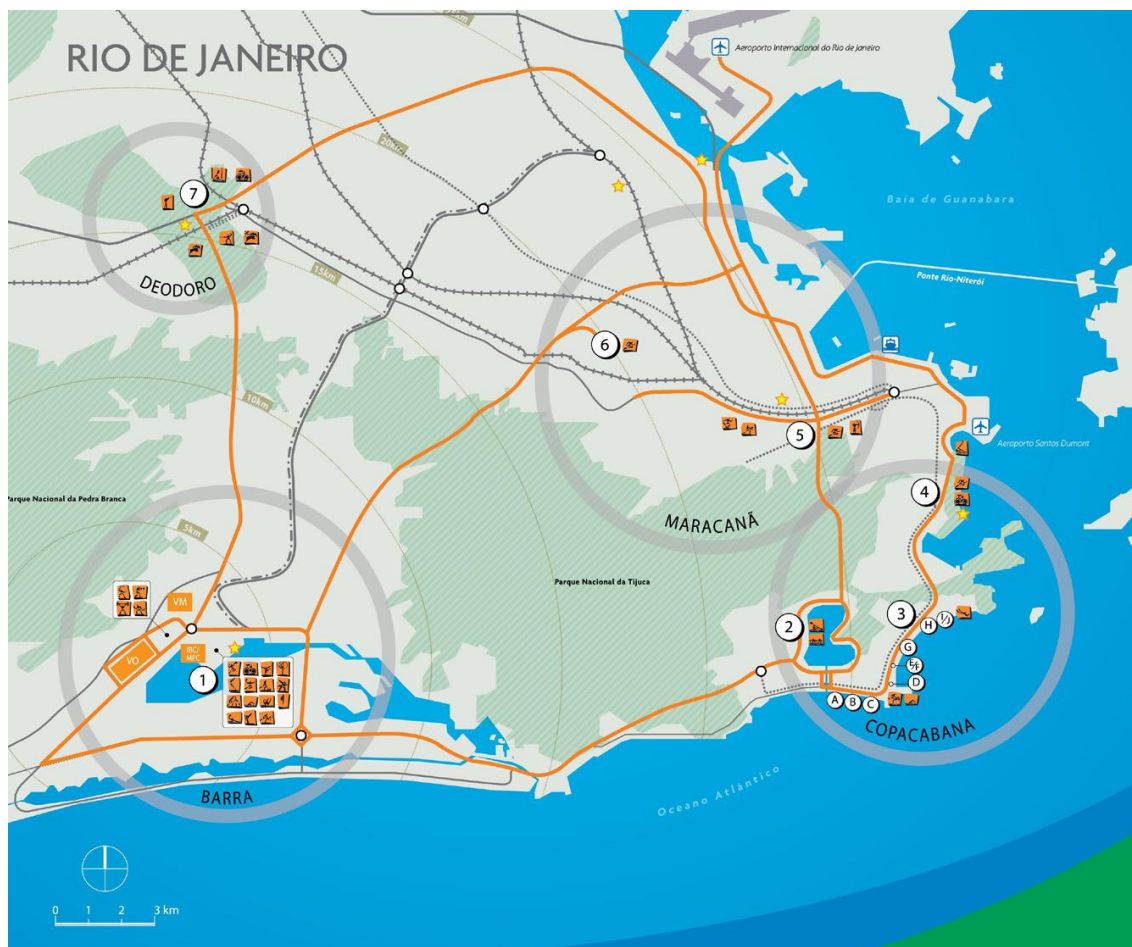 RIO DE JANEIRO
Aeroporto Internacional do Rio de Janeiro
20km
Baía de Guanabara
7
15km
Ponte Rio-Niterói
DEODORO
6
10km
5
Aeroporto Santos Dumont
4
Parque Nacional da Pedra Branca
MARACANÃ
5km
Parque Nacional da Tijuca
VM
3
I/J
2
H
VO
IBC/
MPC
G
E/F
1
D
A
B
C
COPACABANA
BARRA
Oceano Atlântico
0 1 2 3 km